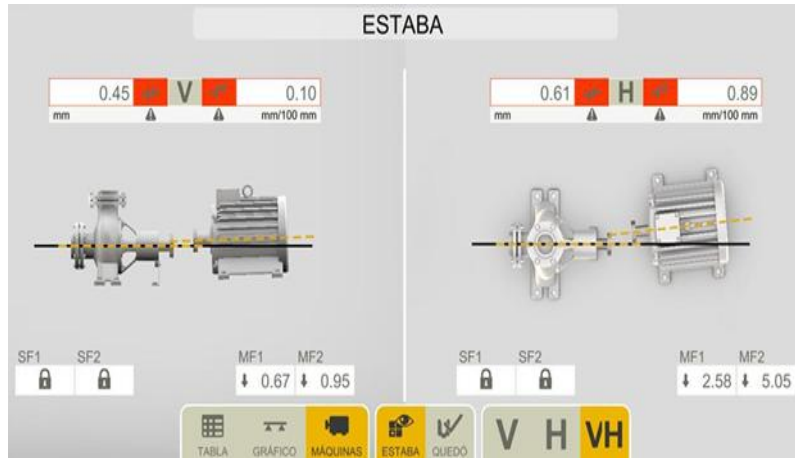 ESTABA
0.45 V 0.10
mm mm/100 mm
0.61 H 0.89
mm mm/100 mm
SF1 SF2 MF1 MF2
0.67 0.95
SF1 SF2 MF1 MF2
2.58 5.05
TABLA GRÁFICO MÁQUINAS ESTABA QUEDÓ V H VH